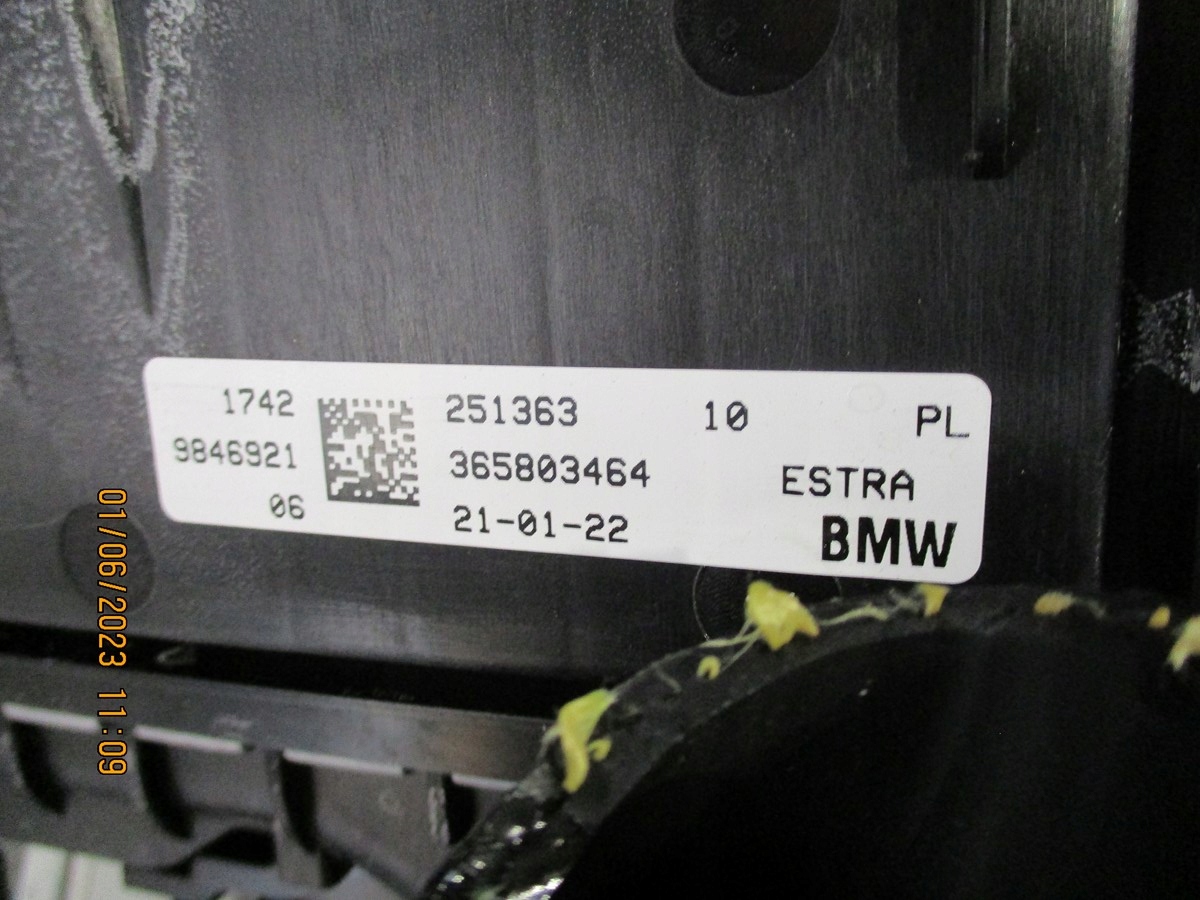 1742 251363 10 PL
9846921 365803464 ESTRA
06 21-01-22 BMW
01/06/2023 11:09